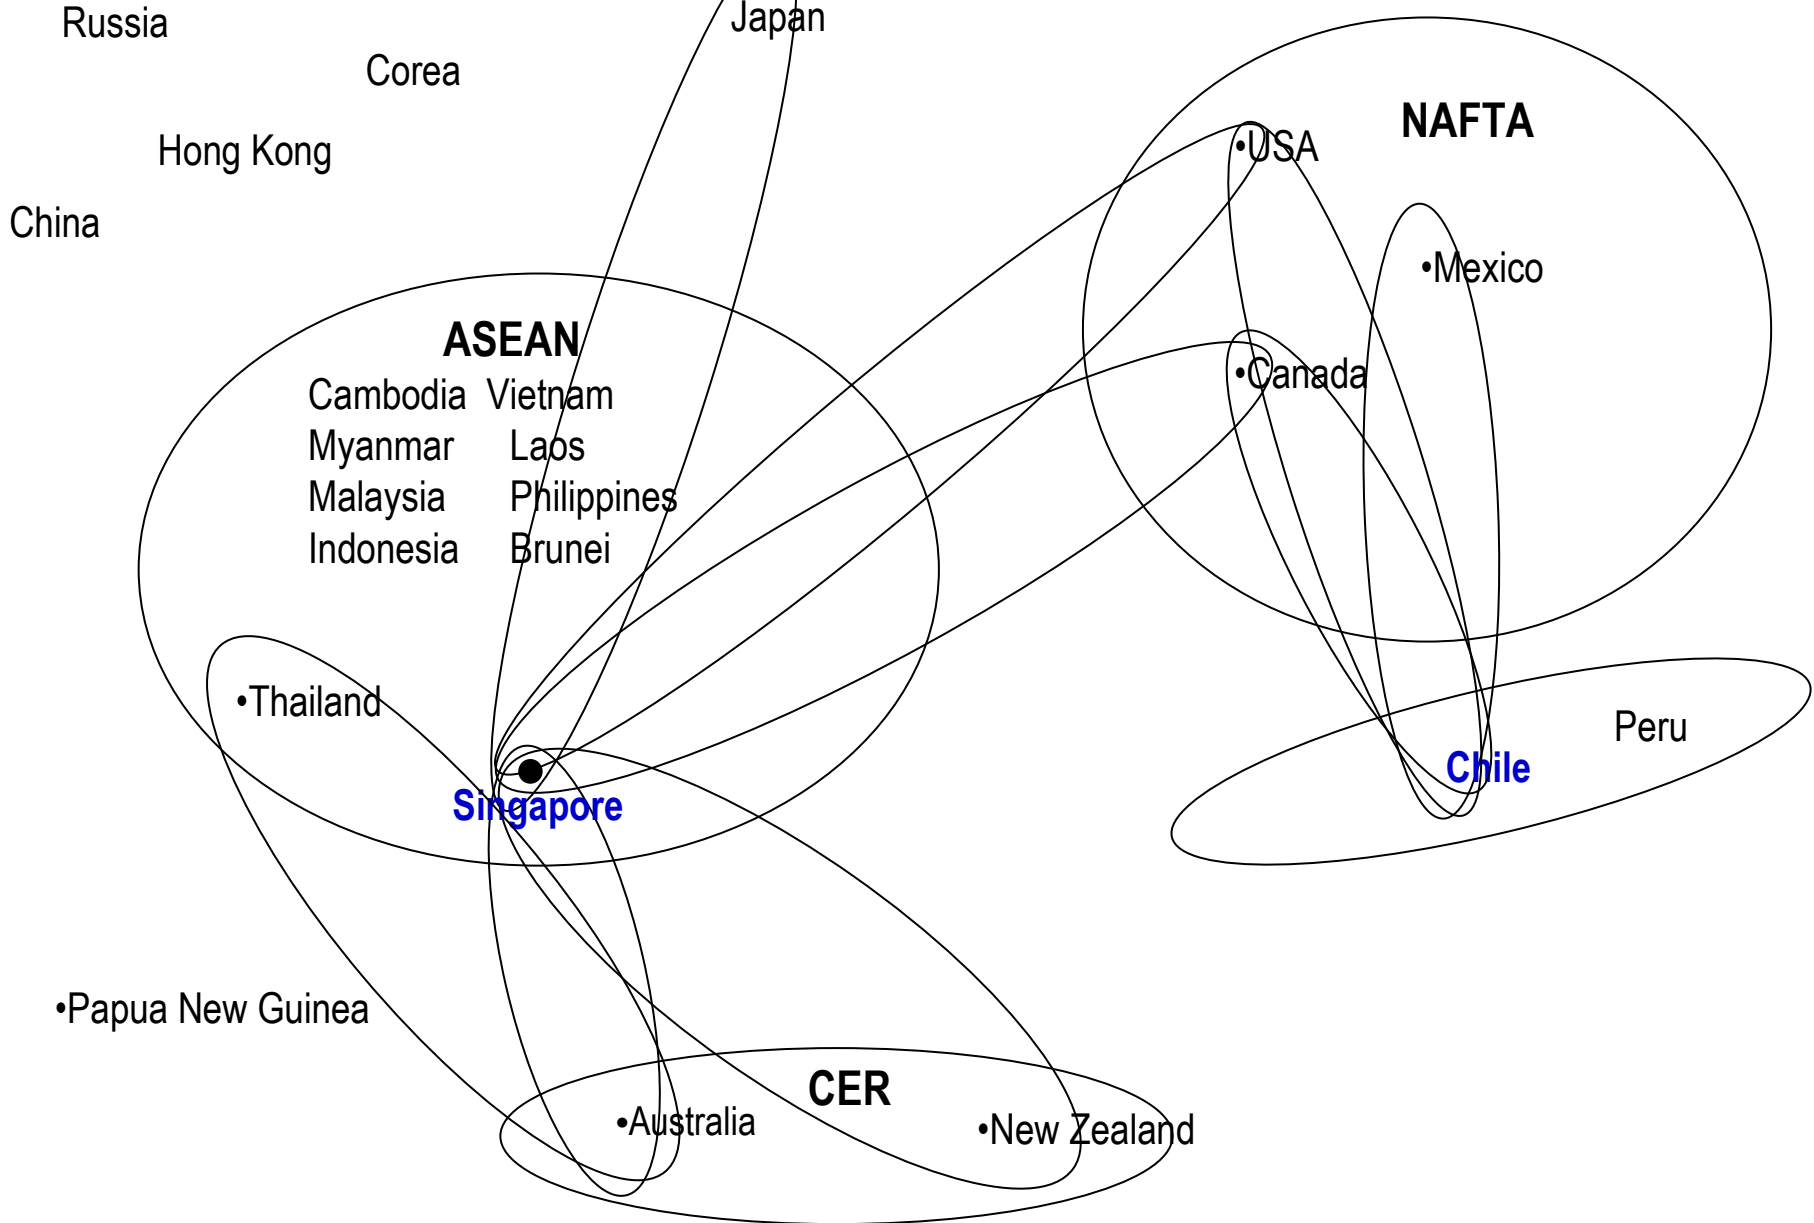 Russia
Japan
Corea
NAFTA
•USA
Hong Kong
China
•Mexico
ASEAN
•Canada
Cambodia Vietnam
Myanmar Laos
Malaysia Philippines
Indonesia Brunei
•Thailand
Peru
Chile
Singapore
•Papua New Guinea
CER
•Australia
•New Zealand